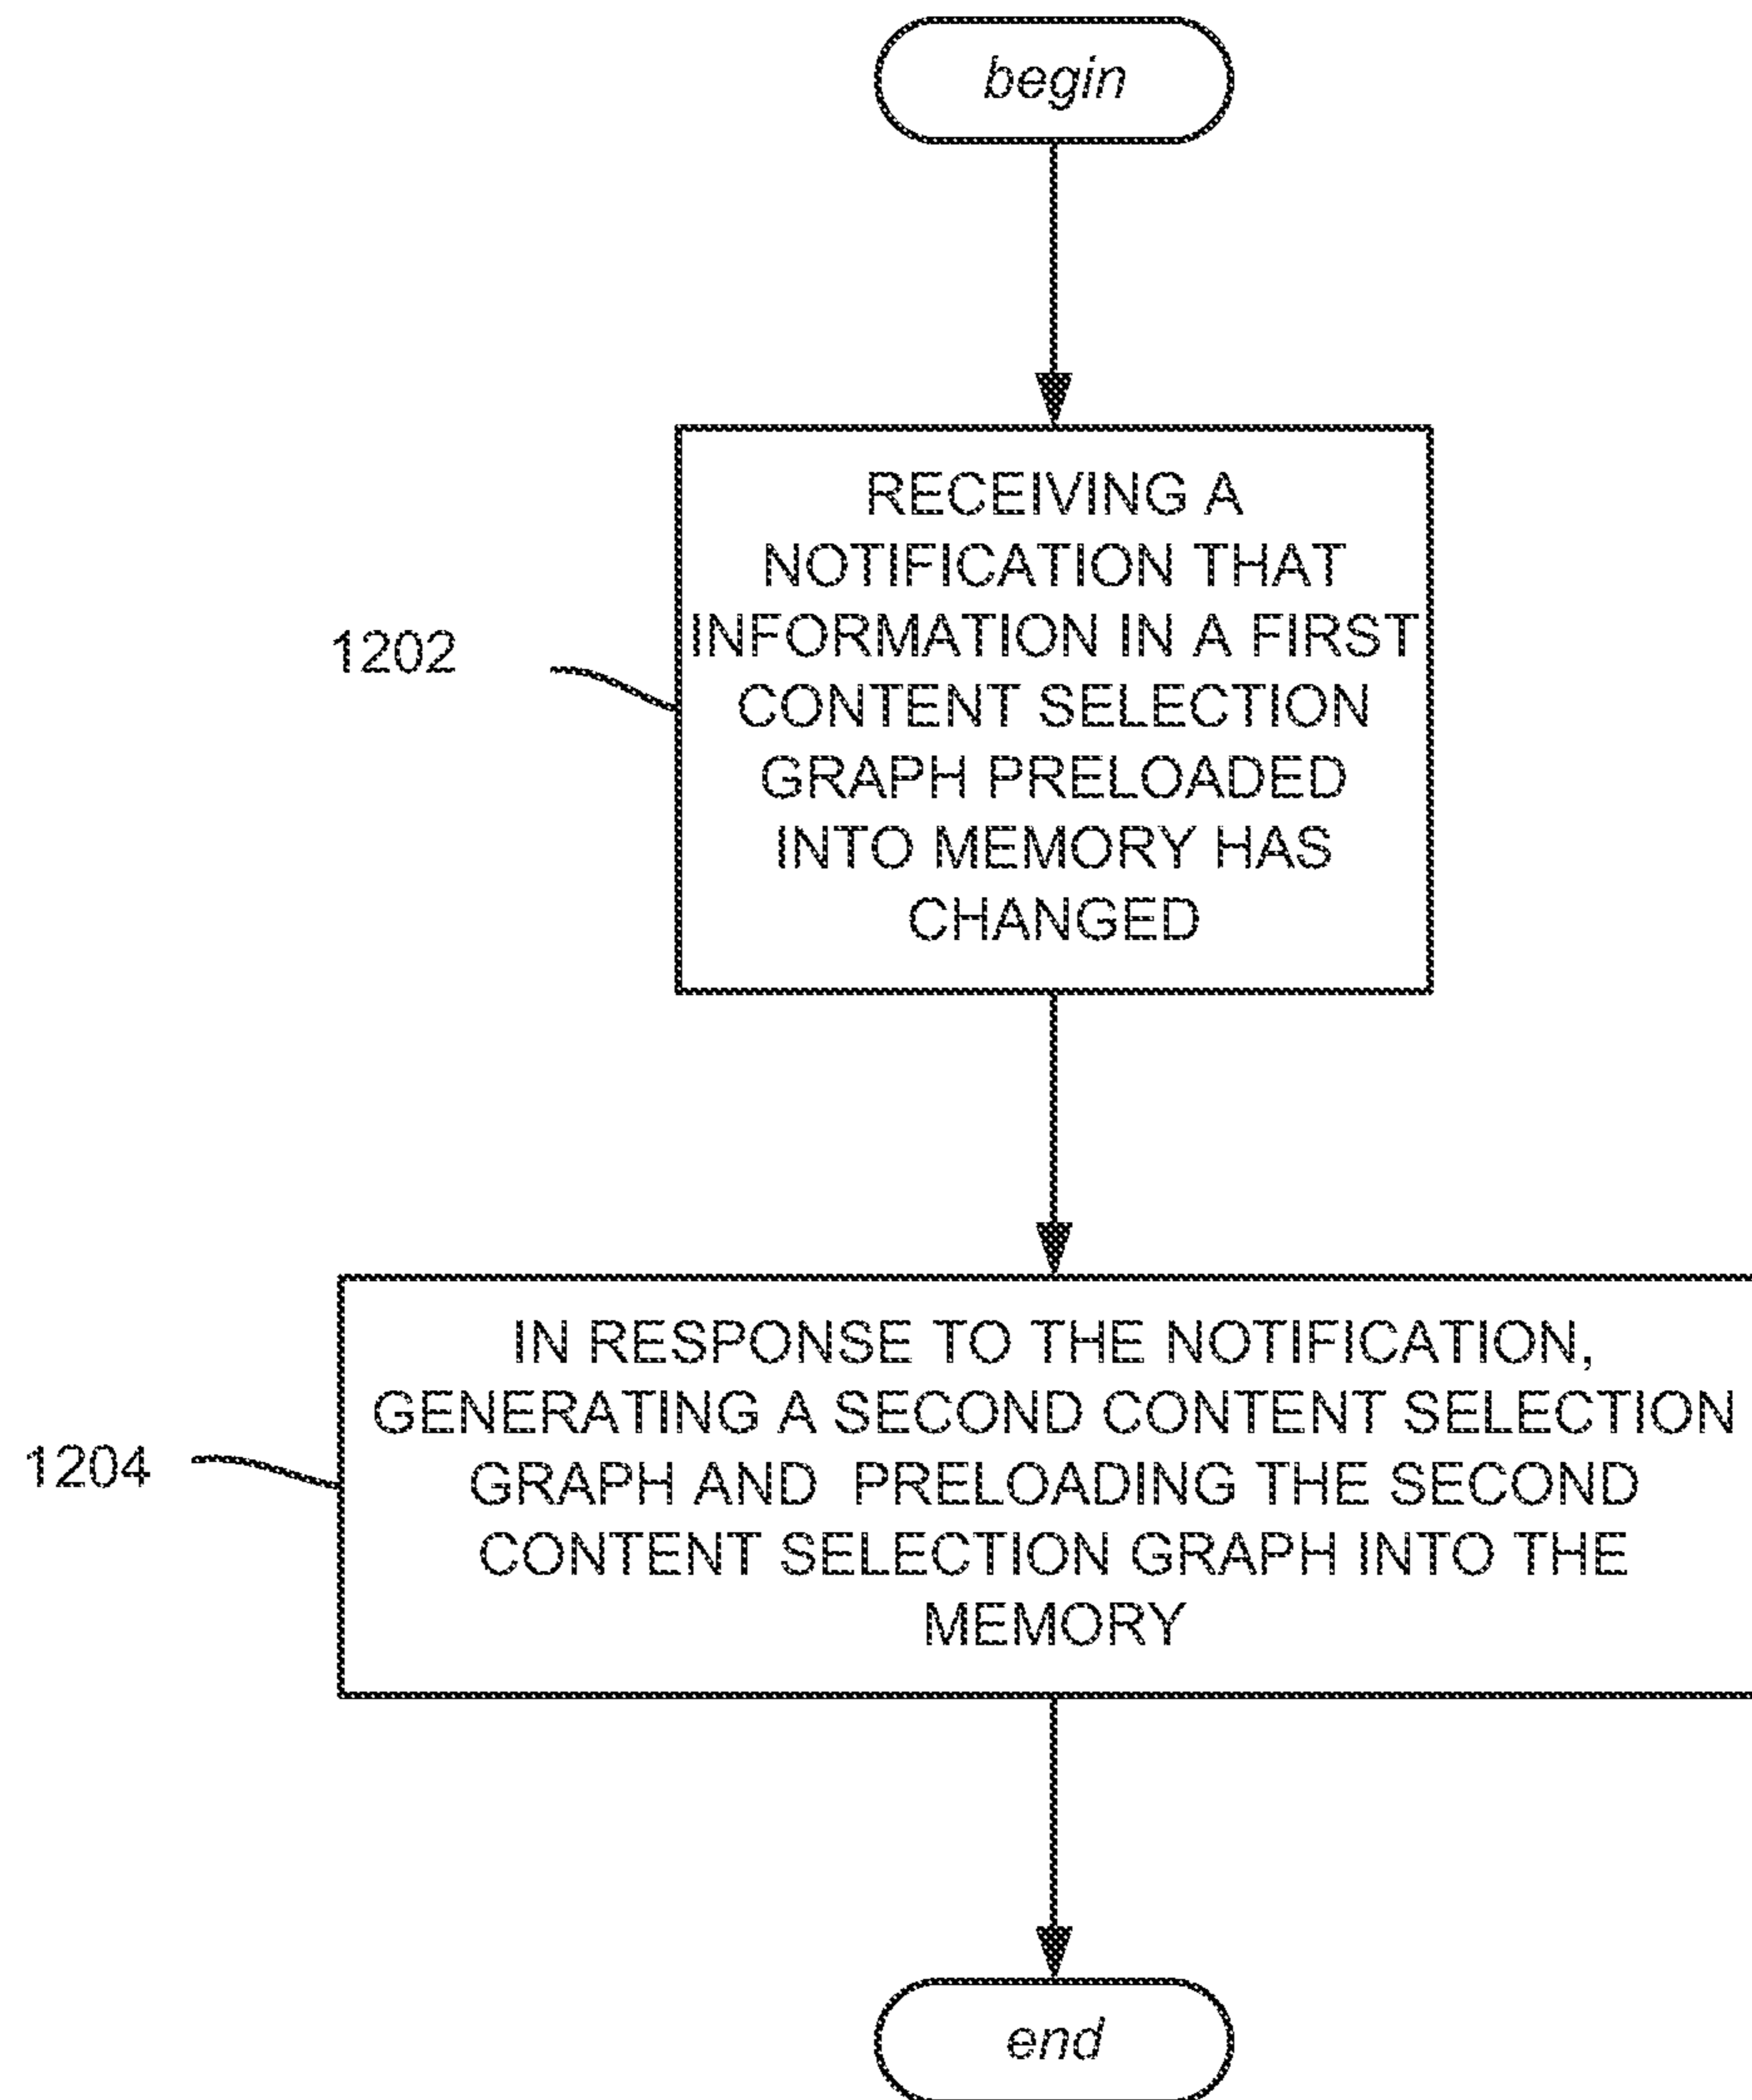 begin
RECEIVING A
NOTIFICATION THAT
INFORMATION IN A FIRST
CONTENT SELECTION
GRAPH PRELOADED
INTO MEMORY HAS
CHANGED
1202
IN RESPONSE TO THE NOTIFICATION,
GENERATING A SECOND CONTENT SELECTION
GRAPH AND PRELOADING THE SECOND
CONTENT SELECTION GRAPH INTO THE
MEMORY
1204
end